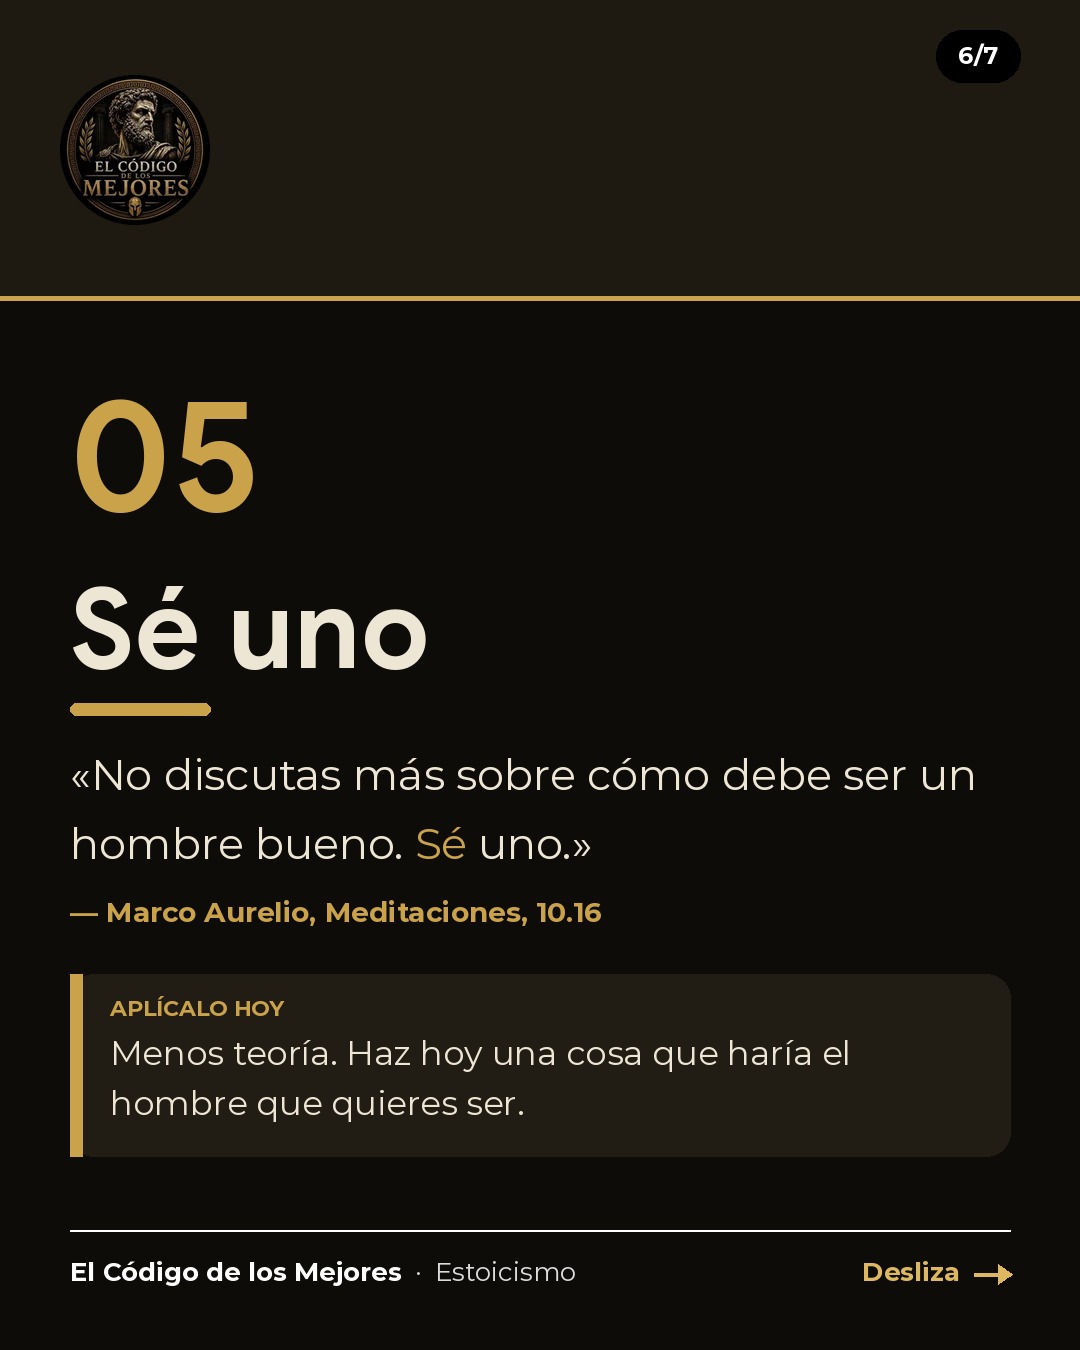 6/7
EL CÓDIGO
DE LOS
MEJORES
05
Sé uno
«No discutas más sobre cómo debe ser un
hombre bueno. Sé uno.»
— Marco Aurelio, Meditaciones, 10.16
APLÍCALO HOY
Menos teoría. Haz hoy una cosa que haría el
hombre que quieres ser.
El Código de los Mejores · Estoicismo
Desliza →